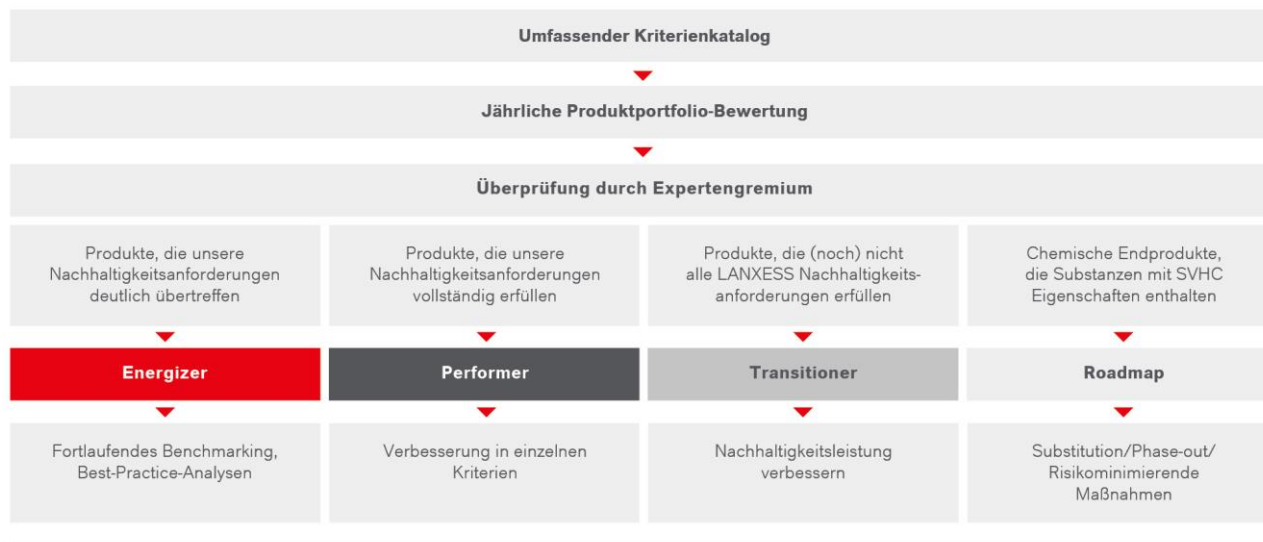 Umfassender Kriterienkatalog
Jährliche Produktportfolio-Bewertung
Überprüfung durch Expertengremium
Produkte, die unsere
Nachhaltigkeitsanforderungen
deutlich übertreffen
Produkte, die unsere
Nachhaltigkeitsanforderungen
vollständig erfüllen
Produkte, die (noch) nicht
alle LANXESS Nachhaltigkeits-
anforderungen erfüllen
Chemische Endprodukte,
die Substanzen mit SVHC
Eigenschaften enthalten
Energizer
Performer
Transitioner
Roadmap
Fortlaufendes Benchmarking,
Best-Practice-Analysen
Verbesserung in einzelnen
Kriterien
Nachhaltigkeitsleistung
verbessern
Substitution/Phase-out/
Risikominimierende
Maßnahmen